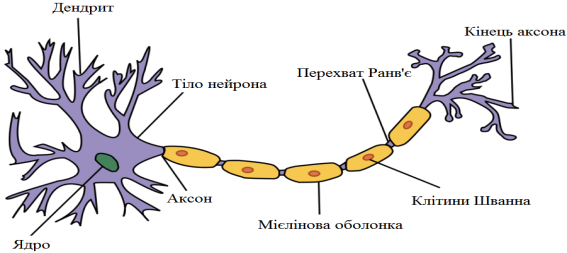 Дендрит
Кінець аксона
Тіло нейрона
Перехват Ранв'є
Аксон
Клітини Шванна
Мієлінова оболонка
Ядро